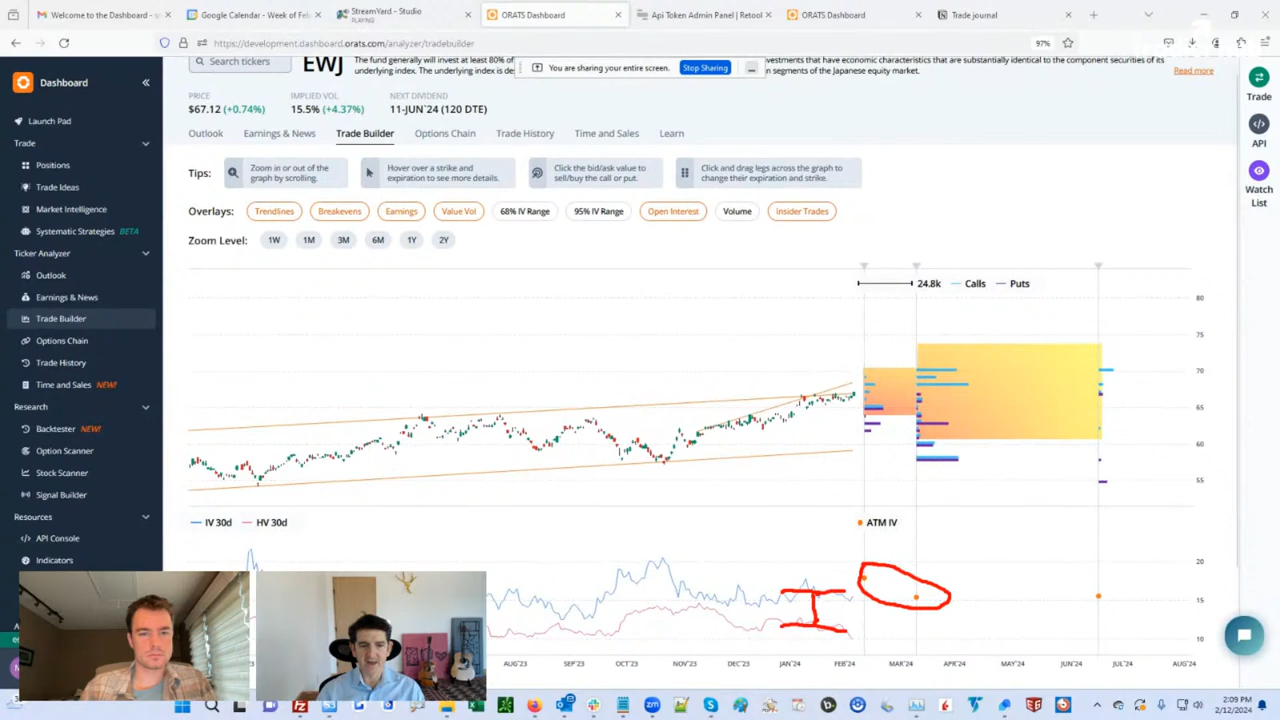 Welcome to the Dashboard - s
Google Calendar - Week of Feb
StreamYard - Studio
PLAYING
ORATS Dashboard
Api Token Admin Panel | Retool
ORATS Dashboard
Trade journal
https://development.dashboard.orats.com/analyzer/tradebuilder
97%
Dashboard
Launch Pad
Trade
Positions
Trade Ideas
Market Intelligence
Systematic Strategies BETA
Ticker Analyzer
Outlook
Earnings & News
Trade Builder
Options Chain
Trade History
Time and Sales NEW!
Research
Backtester NEW!
Option Scanner
Stock Scanner
Signal Builder
Resources
API Console
Indicators
Search tickers
EWJ
The fund generally will invest at least 80% of
investments that have economic characteristics that are substantially identical to the component securities of its
underlying index. The underlying index is des
segments of the Japanese equity market.
Read more
You are sharing your entire screen.
Stop Sharing
PRICE
$67.12 (+0.74%)
IMPLIED VOL
15.5% (+4.37%)
NEXT DIVIDEND
11-JUN`24 (120 DTE)
Outlook
Earnings & News
Trade Builder
Options Chain
Trade History
Time and Sales
Learn
Tips:
Zoom in or out of the
graph by scrolling.
Hover over a strike and
expiration to see more details.
Click the bid/ask value to
sell/buy the call or put.
Click and drag legs across the graph to
change their expiration and strike.
Overlays:
Trendlines
Breakevens
Earnings
Value Vol
68% IV Range
95% IV Range
Open Interest
Volume
Insider Trades
Zoom Level:
1W
1M
3M
6M
1Y
2Y
24.8k
Calls
Puts
80
75
70
65
60
55
IV 30d
HV 30d
ATM IV
20
15
10
AUG'23
SEP'23
OCT'23
NOV'23
DEC'23
JAN'24
FEB'24
MAR'24
APR'24
MAY'24
JUN'24
JUL'24
AUG'24
Trade
API
Watch
List
2:09 PM
2/12/2024